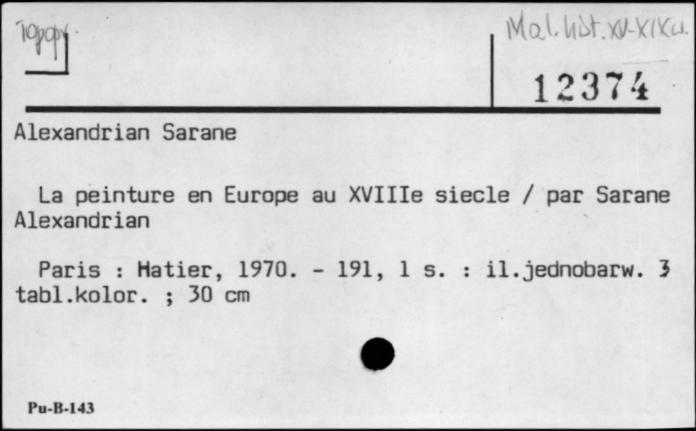 Mal. hist. XV-XIX w.
12374
Alexandrian Sarane
La peinture en Europe au XVIIIe siecle / par Sarane
Alexandrian
Paris : Hatier, 1970. - 191, 1 s. : il.jednobarw. 3
tabl.kolor. ; 30 cm
Pu-B-143